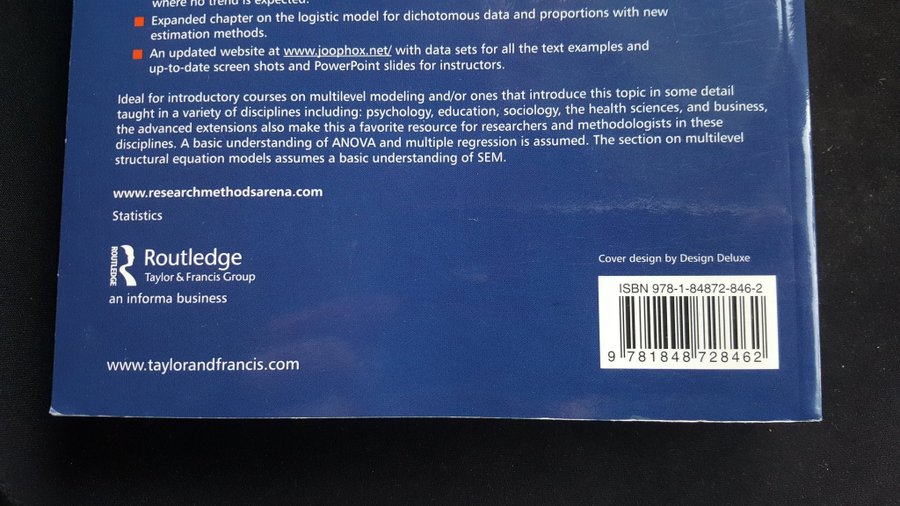 where no trend is expected.
Expanded chapter on the logistic model for dichotomous data and proportions with new
estimation methods.
An updated website at www.joophox.net/ with data sets for all the text examples and
up-to-date screen shots and PowerPoint slides for instructors.
Ideal for introductory courses on multilevel modeling and/or ones that introduce this topic in some detail
taught in a variety of disciplines including: psychology, education, sociology, the health sciences, and business,
the advanced extensions also make this a favorite resource for researchers and methodologists in these
disciplines. A basic understanding of ANOVA and multiple regression is assumed. The section on multilevel
structural equation models assumes a basic understanding of SEM.
www.researchmethodsarena.com
Statistics
ROUTLEDGE
Routledge
Taylor & Francis Group
an informa business
www.taylorandfrancis.com
Cover design by Design Deluxe
ISBN 978-1-84872-846-2
9 781848 728462